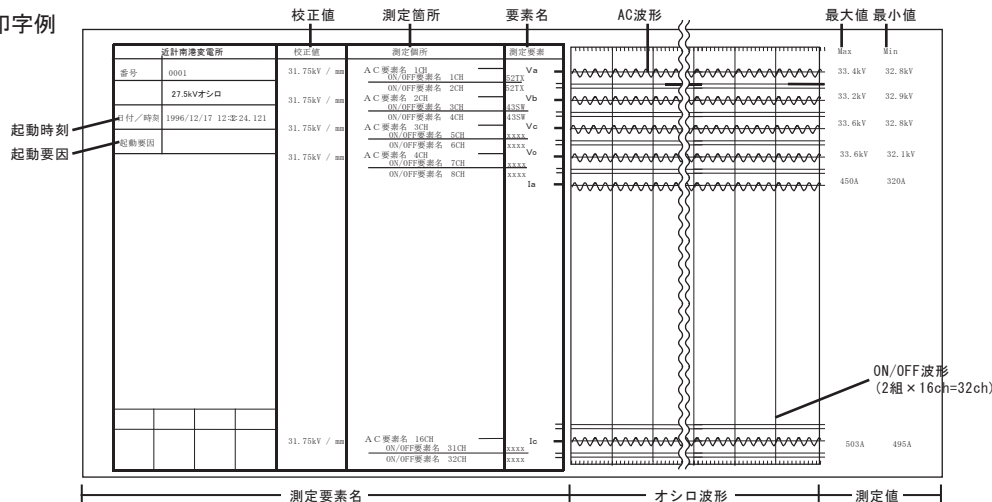 印字例
校正値 測定箇所 要素名 AC波形 最大値 最小値
近計南港変電所 校正値 測定個所 測定要素 Max Min
番号 0001 31.75kV / mm AC要素名 1CH Va 33.4kV 32.8kV
ON/OFF要素名 1CH 52TX
ON/OFF要素名 2CH 52TX
27.5kVオシロ 31.75kV / mm AC要素名 2CH Vb 33.2kV 32.9kV
ON/OFF要素名 3CH 43SW
日付/時刻 1996/12/17 ON/OFF要素名 4CH 43SW
起動時刻 31.75kV / mm AC要素名 3CH Vc 33.6kV 32.8kV
ON/OFF要素名 5CH xxxx
起動要因 起動要因 ON/OFF要素名 6CH xxxx
31.75kV / mm AC要素名 4CH Vo 33.6kV 32.1kV
ON/OFF要素名 7CH xxxx
ON/OFF要素名 8CH xxxx
Ia 450A 320A
ON/OFF波形
(2組×16ch=32ch)
31.75kV / mm AC要素名 16CH Ic 503A 495A
ON/OFF要素名 31CH xxxx
ON/OFF要素名 32CH xxxx
測定要素名 オシロ波形 測定値